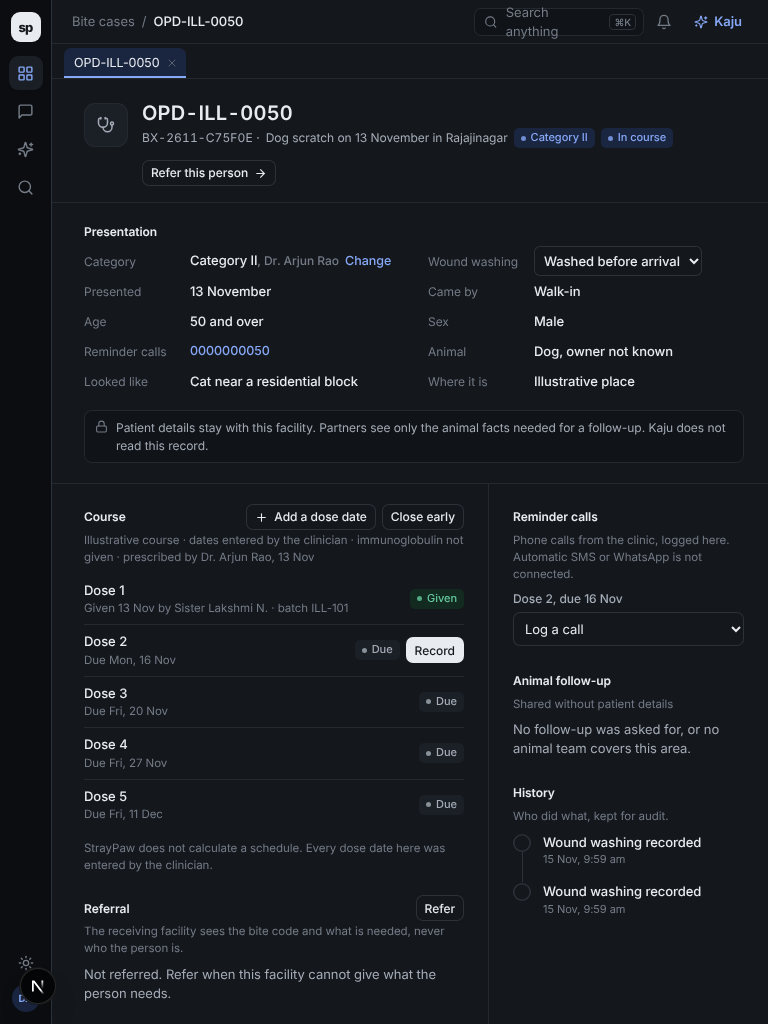 sp
Bite cases / OPD-ILL-0050
Search anything
⌘K
Kaju
OPD-ILL-0050 ×
OPD-ILL-0050
BX-2611-C75F0E · Dog scratch on 13 November in Rajajinagar
Category II
In course
Refer this person →
Presentation
Category
Category II, Dr. Arjun Rao Change
Wound washing
Washed before arrival
Presented
13 November
Came by
Walk-in
Age
50 and over
Sex
Male
Reminder calls
0000000050
Animal
Dog, owner not known
Looked like
Cat near a residential block
Where it is
Illustrative place
Patient details stay with this facility. Partners see only the animal facts needed for a follow-up. Kaju does not
read this record.
Course
+ Add a dose date
Close early
Illustrative course · dates entered by the clinician · immunoglobulin not
given · prescribed by Dr. Arjun Rao, 13 Nov
Dose 1
Given 13 Nov by Sister Lakshmi N. · batch ILL-101
Given
Dose 2
Due Mon, 16 Nov
Due
Record
Dose 3
Due Fri, 20 Nov
Due
Dose 4
Due Fri, 27 Nov
Due
Dose 5
Due Fri, 11 Dec
Due
StrayPaw does not calculate a schedule. Every dose date here was
entered by the clinician.
Referral
Refer
The receiving facility sees the bite code and what is needed, never
who the person is.
Not referred. Refer when this facility cannot give what the
person needs.
Reminder calls
Phone calls from the clinic, logged here.
Automatic SMS or WhatsApp is not
connected.
Dose 2, due 16 Nov
Log a call
Animal follow-up
Shared without patient details
No follow-up was asked for, or no
animal team covers this area.
History
Who did what, kept for audit.
Wound washing recorded
15 Nov, 9:59 am
Wound washing recorded
15 Nov, 9:59 am
N